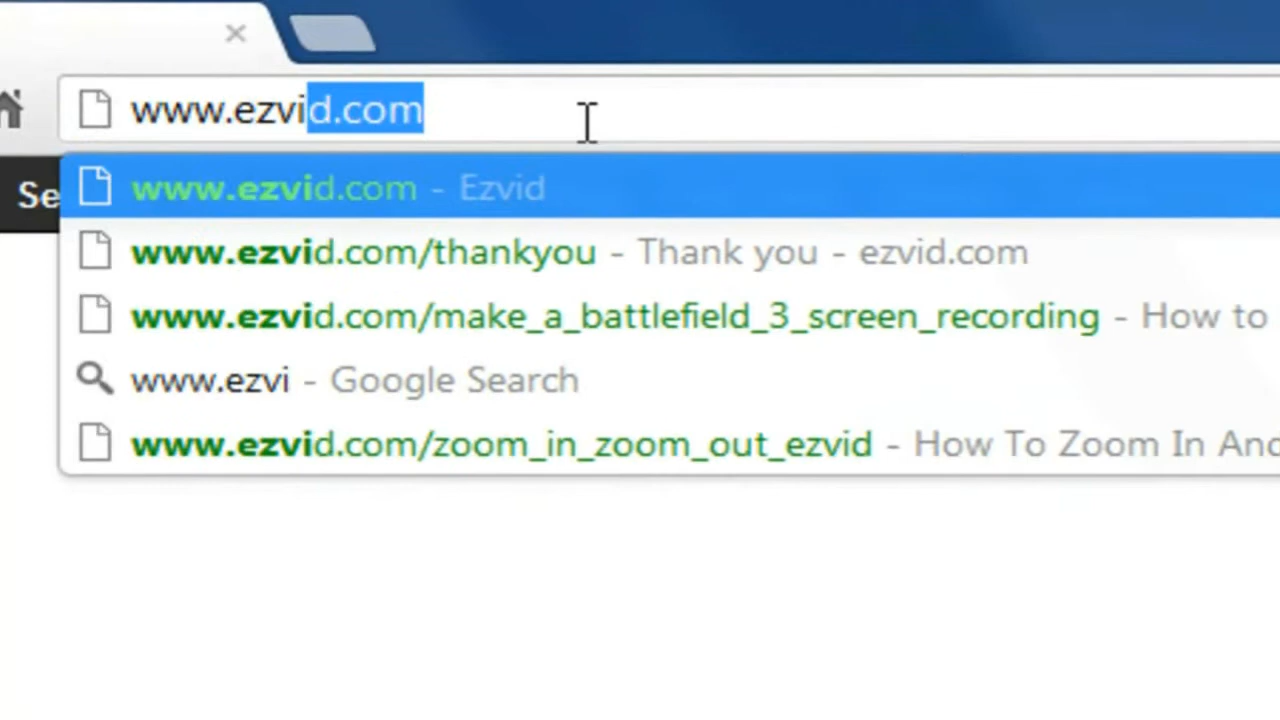 www.ezvid.com
Se
www.ezvid.com - Ezvid
www.ezvid.com/thankyou - Thank you - ezvid.com
www.ezvid.com/make_a_battlefield_3_screen_recording - How to
www.ezvi - Google Search
www.ezvid.com/zoom_in_zoom_out_ezvid - How To Zoom In And